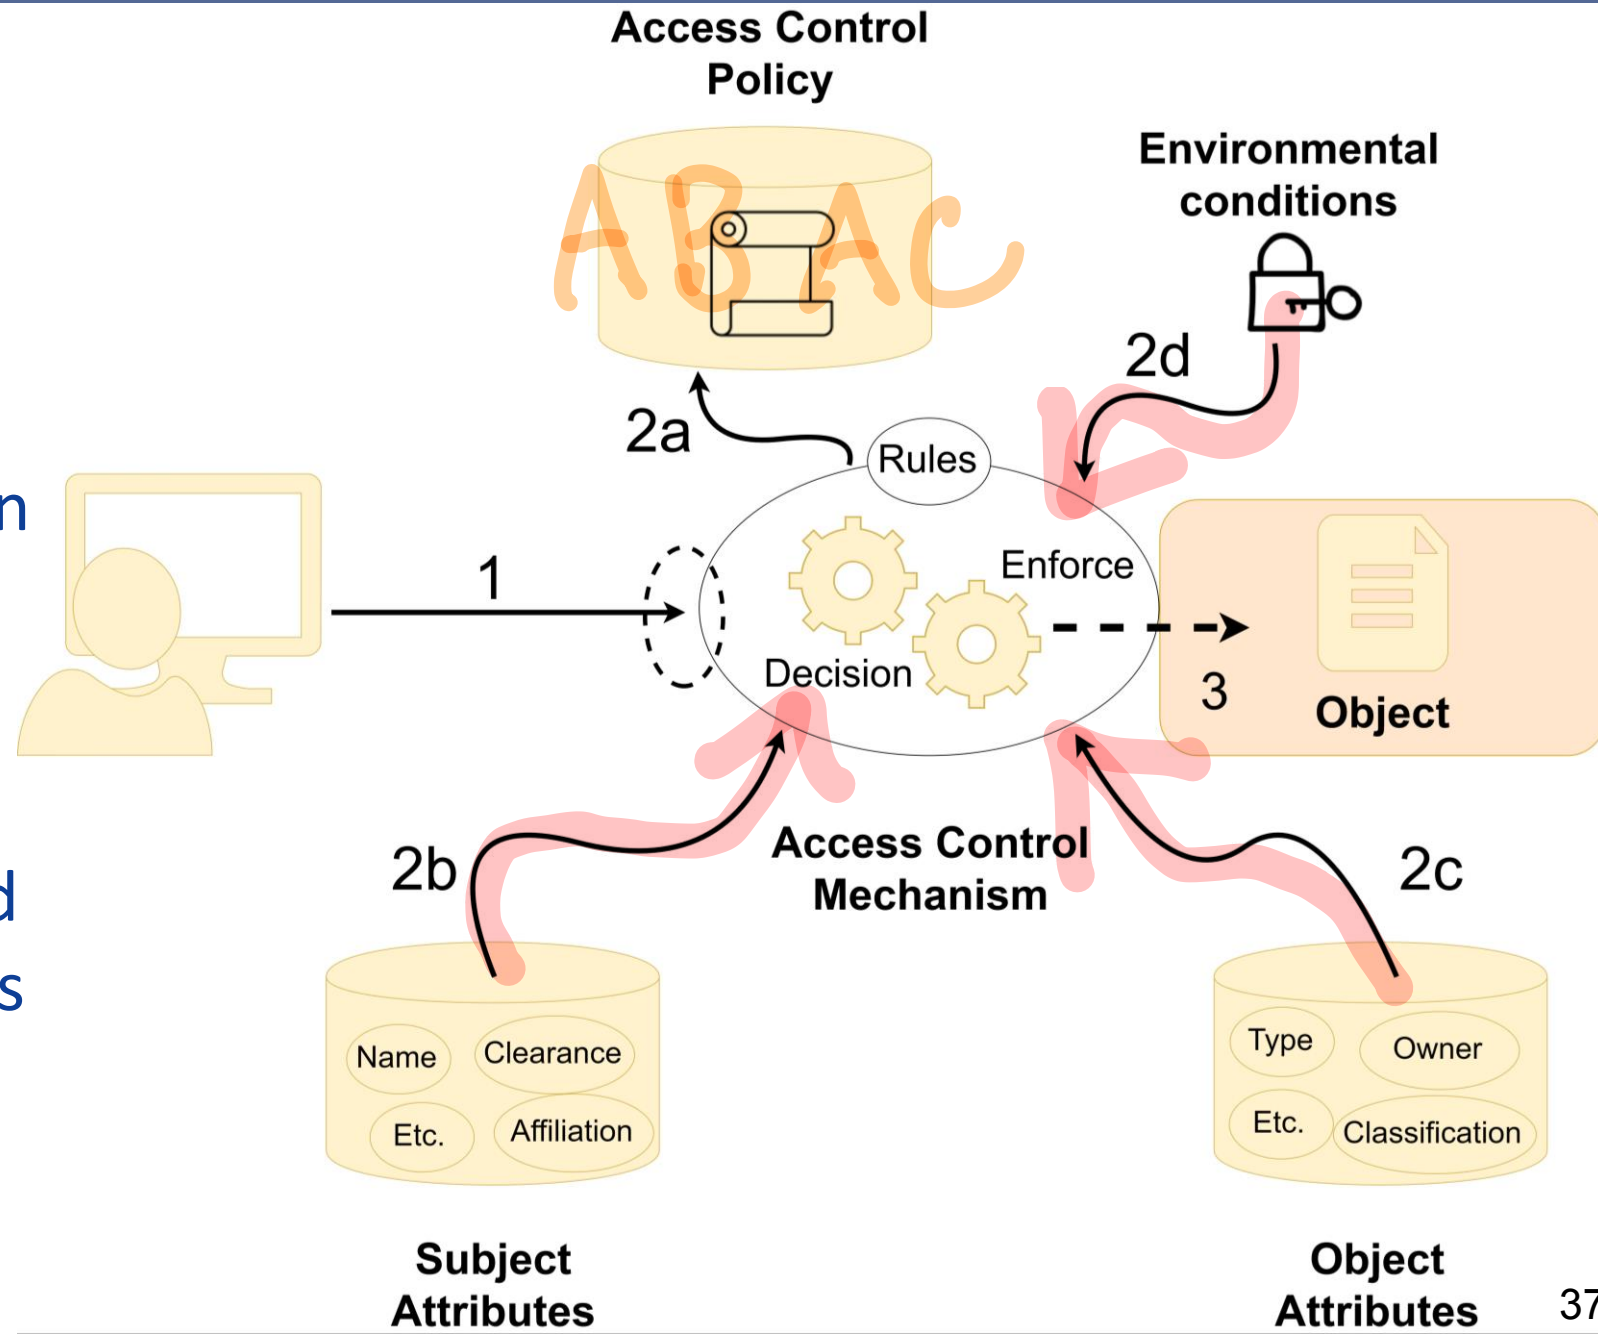 Access Control
Policy
ABAC
Environmental
conditions
2d
2a
Rules
n
1
Enforce
Decision
3
Object
Access Control
Mechanism
2b
2c
d
s
Name
Clearance
Etc.
Affiliation
Type
Owner
Etc.
Classification
Subject
Attributes
Object
Attributes
37